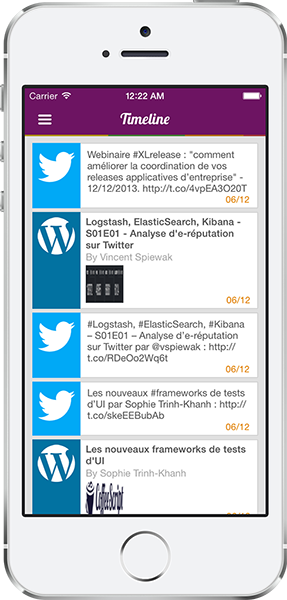 Carrier 12:22 AM
Timeline
Webinaire #XLrelease : "comment
améliorer la coordination de vos
releases applicatives d'entreprise" -
12/12/2013. http://t.co/4vpEA3O20T
06/12
Logstash, ElasticSearch, Kibana -
S01E01 - Analyse d'e-réputation
sur Twitter
By Vincent Spiewak
06/12
#Logstash, #ElasticSearch, #Kibana
– S01E01 – Analyse d'e-réputation
sur Twitter par @vspiewak : http://
t.co/RDeOo2Wq6t
06/12
Les nouveaux #frameworks de tests
d'UI par Sophie Trinh-Khanh : http://
t.co/skeEEBubAb
06/12
Les nouveaux frameworks de tests
d'UI
By Sophie Trinh-Khanh
CoffeeScript
06/12